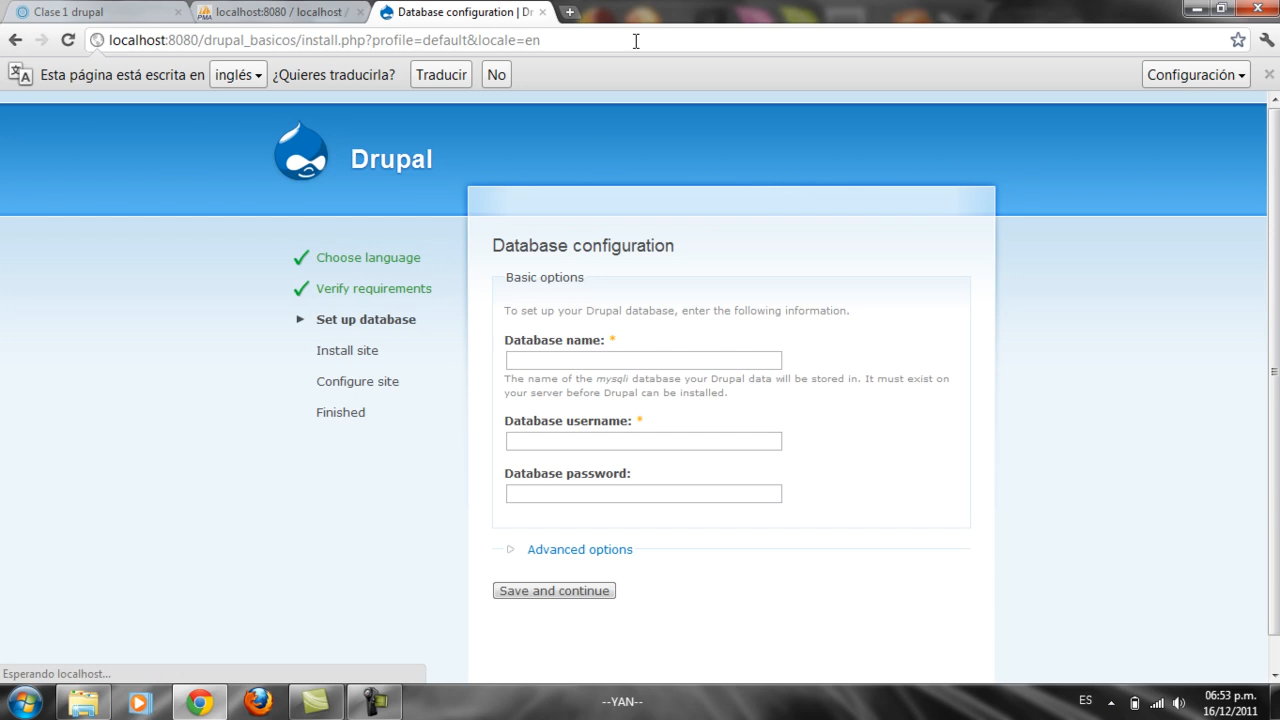 Clase 1 drupal
localhost:8080 / localhost /
Database configuration | Dr
localhost:8080/drupal_basicos/install.php?profile=default&locale=en
Esta página está escrita en inglés ¿Quieres traducirla? Traducir No Configuración
Drupal
Choose language
Verify requirements
Set up database
Install site
Configure site
Finished
Database configuration
Basic options
To set up your Drupal database, enter the following information.
Database name: *
The name of the mysqli database your Drupal data will be stored in. It must exist on
your server before Drupal can be installed.
Database username: *
Database password:
Advanced options
Save and continue
Esperando localhost...
--YAN--
ES
06:53 p.m.
16/12/2011